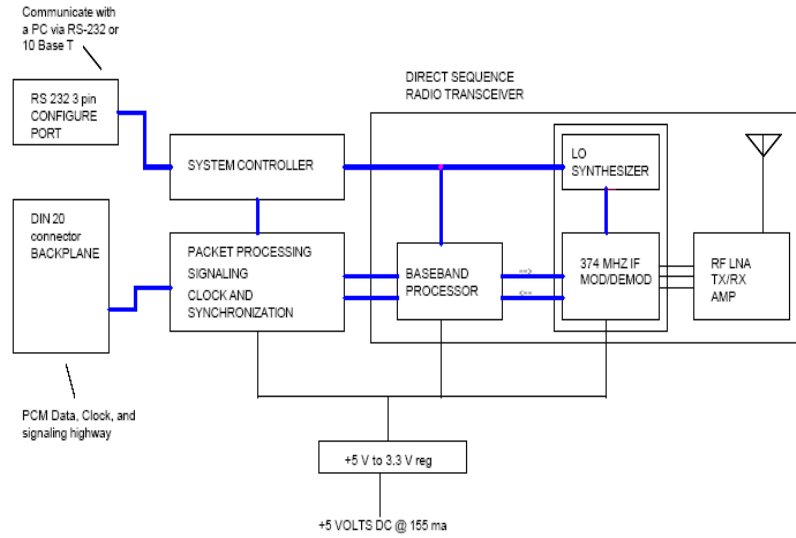 Communicate with
a PC via RS-232 or
10 Base T
RS 232 3 pin
CONFIGURE
PORT
DIRECT SEQUENCE
RADIO TRANSCEIVER
SYSTEM CONTROLLER
LO
SYNTHESIZER
DIN 20
connector
BACKPLANE
PACKET PROCESSING
SIGNALING
CLOCK AND
SYNCHRONIZATION
BASEBAND
PROCESSOR
-->
<--
374 MHZ IF
MOD/DEMOD
RF LNA
TX/RX
AMP
PCM Data, Clock, and
signaling highway
+5 V to 3.3 V reg
+5 VOLTS DC @ 155 ma